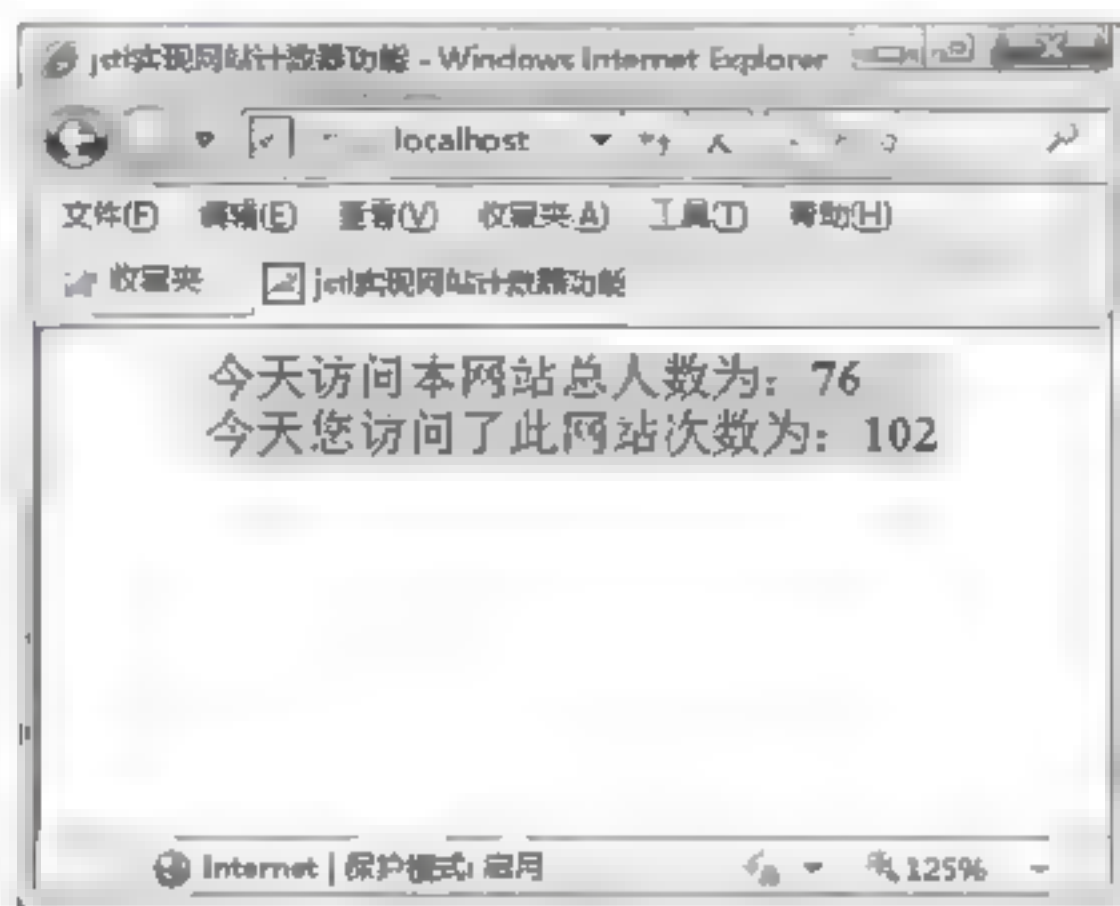 jstl实现网站计数器功能 - Windows Internet Explorer
localhost
文件(F) 编辑(E) 查看(V) 收藏夹(A) 工具(T) 帮助(H)
收藏夹 jstl实现网站计数器功能
今天访问本网站总人数为：76
今天您访问了此网站次数为：102
Internet | 保护模式: 启用 125%